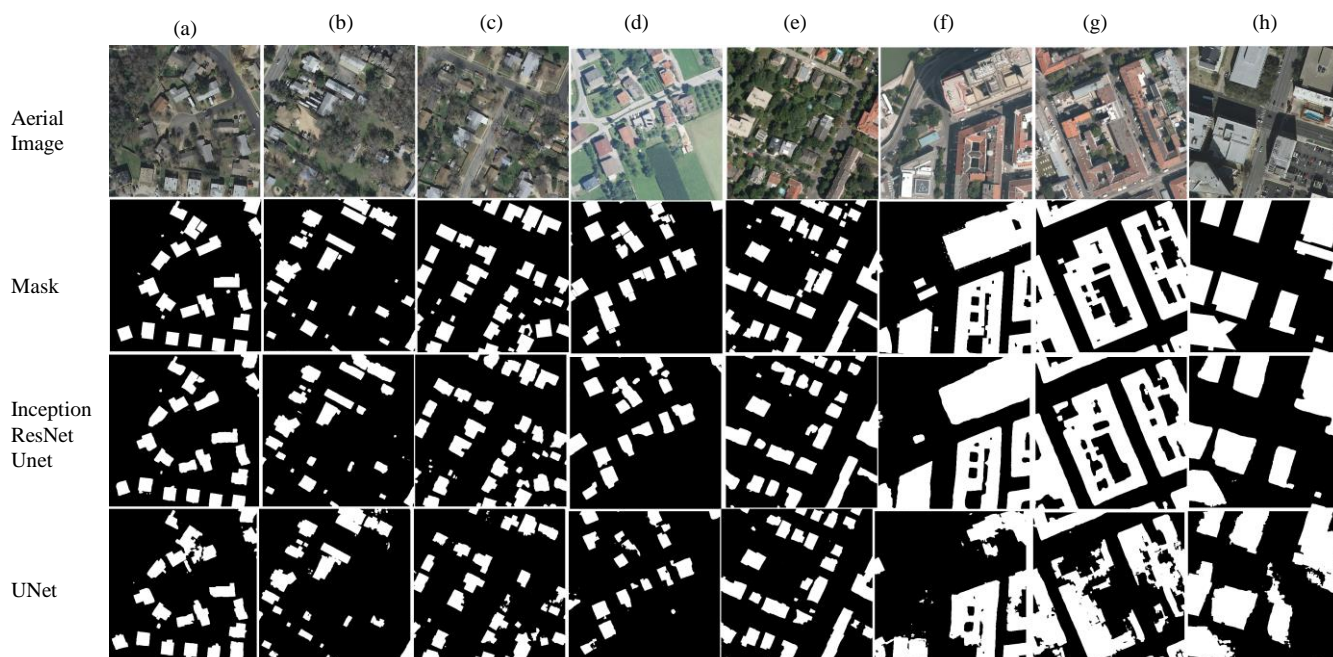 (a) (b) (c) (d) (e) (f) (g) (h)
Aerial
Image
Mask
Inception
ResNet
Unet
UNet